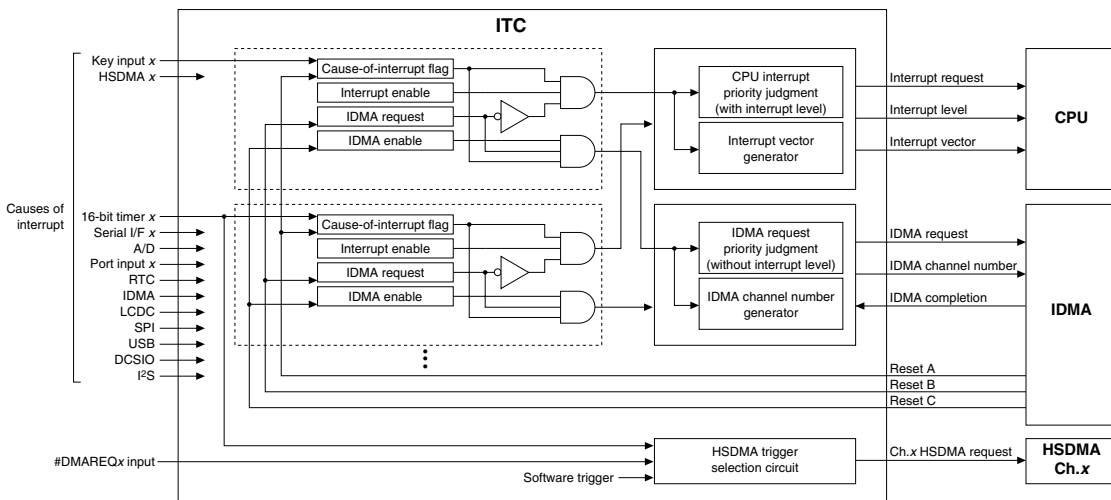 ITC
Causes of
interrupt
Key input x
HSDMA x
16-bit timer x
Serial I/F x
A/D
Port input x
RTC
IDMA
LCDC
SPI
USB
DCSIO
I²S
#DMAREQx input
Cause-of-interrupt flag
Interrupt enable
IDMA request
IDMA enable
Cause-of-interrupt flag
Interrupt enable
IDMA request
IDMA enable
CPU interrupt
priority judgment
(with interrupt level)
Interrupt vector
generator
IDMA request
priority judgment
(without interrupt level)
IDMA channel number
generator
Software trigger
HSDMA trigger
selection circuit
Interrupt request
Interrupt level
Interrupt vector
IDMA request
IDMA channel number
IDMA completion
Reset A
Reset B
Reset C
Ch.x HSDMA request
CPU
IDMA
HSDMA
Ch.x